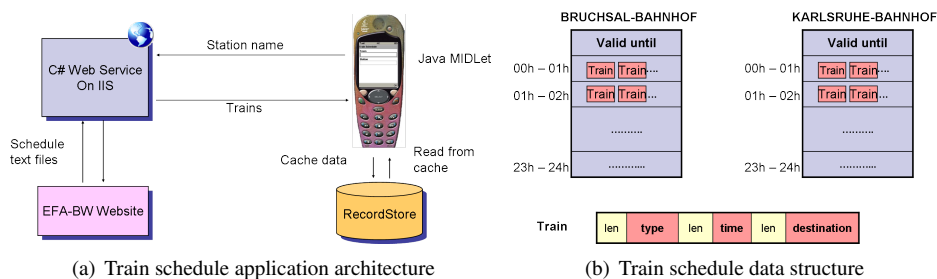 Station name
C# Web Service
On IIS
Java MIDLet
Trains
Schedule
text files
Cache data
Read from
cache
EFA-BW Website
RecordStore
(a) Train schedule application architecture
BRUCHSAL-BAHNHOF
Valid until
00h – 01h
Train Train....
01h – 02h
Train Train...
..........
23h – 24h
...........
KARLSRUHE-BAHNHOF
Valid until
00h – 01h
Train Train....
01h – 02h
Train Train...
..........
23h – 24h
...........
Train
len type len time len destination
(b) Train schedule data structure